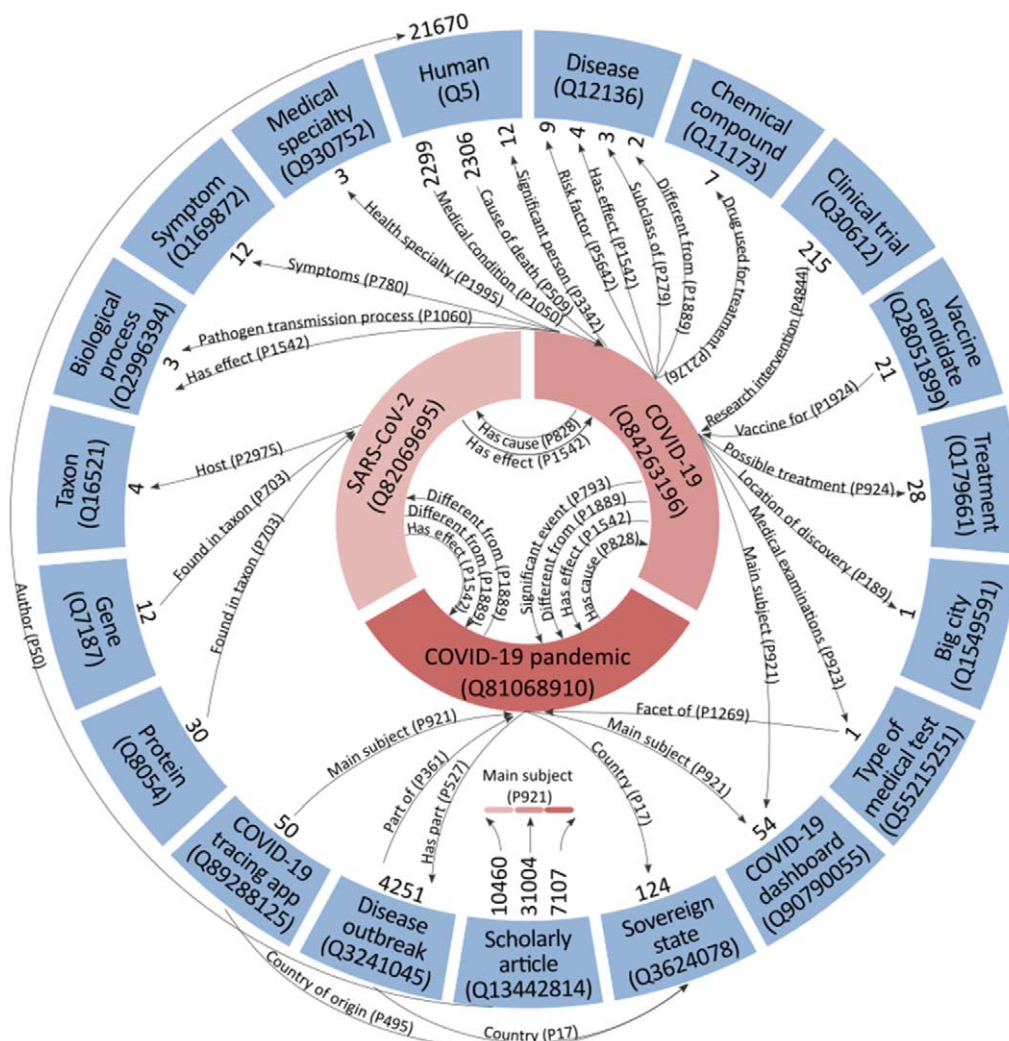 21670
Human
(Q5)
Disease
(Q12136)
Chemical
compound
(Q11173)
Clinical trial
(Q30612)
Vaccine
candidate
(Q28051899)
Treatment
(Q179661)
Big city
(Q1549591)
Type of
medical test
(Q55215251)
COVID-19
dashboard
(Q90790055)
Sovereign
state
(Q3624078)
Scholarly
article
(Q13442814)
Disease
outbreak
(Q3241045)
COVID-19
tracing app
(Q89288125)
Protein
(Q8054)
Gene
(Q7187)
Taxon
(Q16521)
Biological
process
(Q2996394)
Symptom
(Q169872)
Medical
specialty
(Q930752)
2299
Medical condition (P1050)
2306
Cause of death (P509)
12
Significant person (P3342)
9
Risk factor (P5642)
4
Has effect (P1542)
3
Subclass of (P279)
2
Different from (P1889)
7
Drug used for treatment (P2176)
215
Research intervention (P4844)
21
Vaccine for (P1924)
28
Possible treatment (P924)
1
Location of discovery (P189)
1
Medical examinations (P923)
Main subject (P921)
Facet of (P1269)
54
Main subject (P921)
124
Country (P17)
Main subject
(P921)
10460
31004
7107
4251
Has part (P527)
Part of (P361)
50
Main subject (P921)
30
Found in taxon (P703)
12
Found in taxon (P703)
4
Host (P2975)
3
Pathogen transmission process (P1060)
Has effect (P1542)
12
Symptoms (P780)
3
Health specialty (P1995)
SARS-CoV-2
(Q82069695)
COVID-19
(Q84263196)
COVID-19 pandemic
(Q81068910)
Has cause (P828)
Has effect (P1542)
Significant event (P793)
Different from (P1889)
Has effect (P1542)
Has cause (P828)
Different from (P1889)
Different from (P1889)
Has effect (P1542)
Author (P50)
Country of origin (P495)
Country (P17)